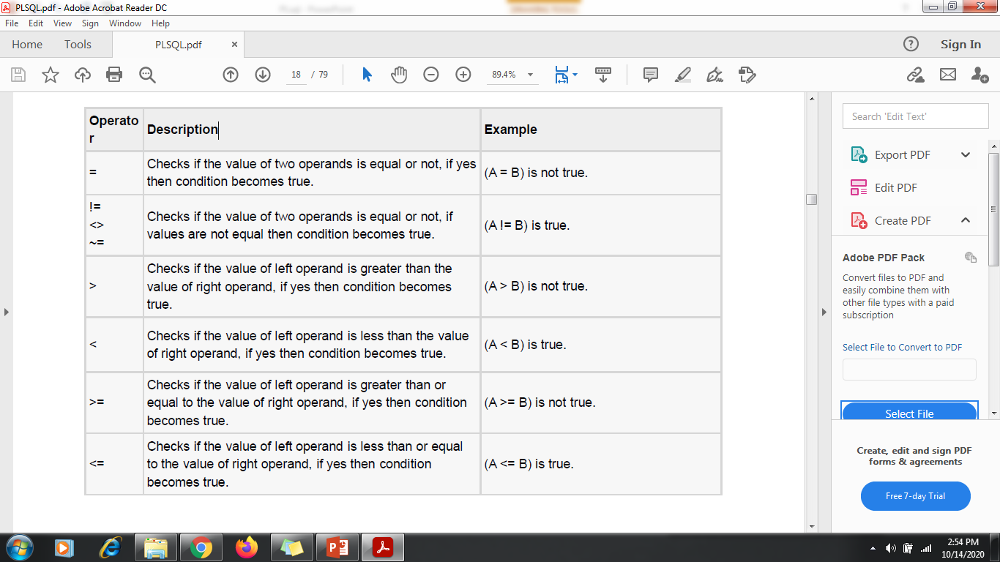 PLSQL.pdf - Adobe Acrobat Reader DC
File Edit View Sign Window Help
Home Tools PLSQL.pdf × ? Sign In
18 / 79 89.4%
Operato
r
Description
Example
=
Checks if the value of two operands is equal or not, if yes
then condition becomes true.
(A = B) is not true.
!=
<>
~=
Checks if the value of two operands is equal or not, if
values are not equal then condition becomes true.
(A != B) is true.
>
Checks if the value of left operand is greater than the
value of right operand, if yes then condition becomes
true.
(A > B) is not true.
<
Checks if the value of left operand is less than the value
of right operand, if yes then condition becomes true.
(A < B) is true.
>=
Checks if the value of left operand is greater than or
equal to the value of right operand, if yes then condition
becomes true.
(A >= B) is not true.
<=
Checks if the value of left operand is less than or equal
to the value of right operand, if yes then condition
becomes true.
(A <= B) is true.
Search 'Edit Text'
Export PDF
Edit PDF
Create PDF
Adobe PDF Pack
Convert files to PDF and
easily combine them with
other file types with a paid
subscription
Select File to Convert to PDF
Select File
Create, edit and sign PDF
forms & agreements
Free 7-day Trial
2:54 PM
10/14/2020